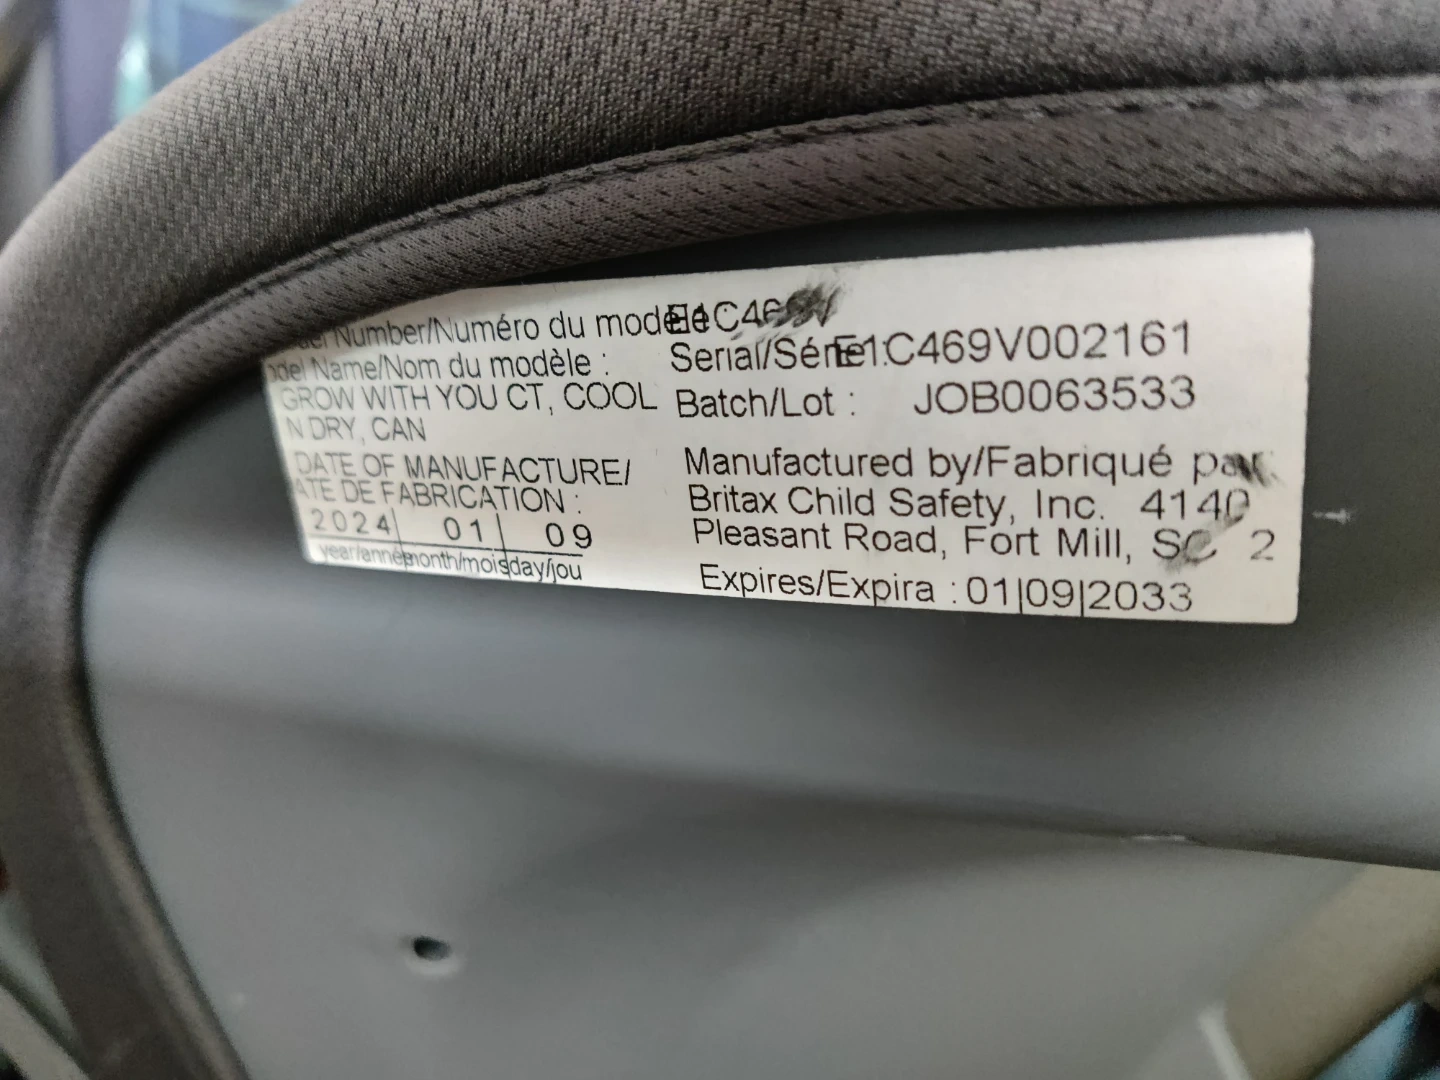 Number/Numéro du modèle : E1C46
Model Name/Nom du modèle :
GROW WITH YOU CT, COOL
N DRY, CAN
Serial/Série : E1C469V002161
Batch/Lot : JOB0063533
DATE OF MANUFACTURE/
ATE DE FABRICATION :
2024 01 09
year/année month/mois day/jou
Manufactured by/Fabriqué par
Britax Child Safety, Inc. 4140
Pleasant Road, Fort Mill, SC 2
Expires/Expira : 01|09|2033